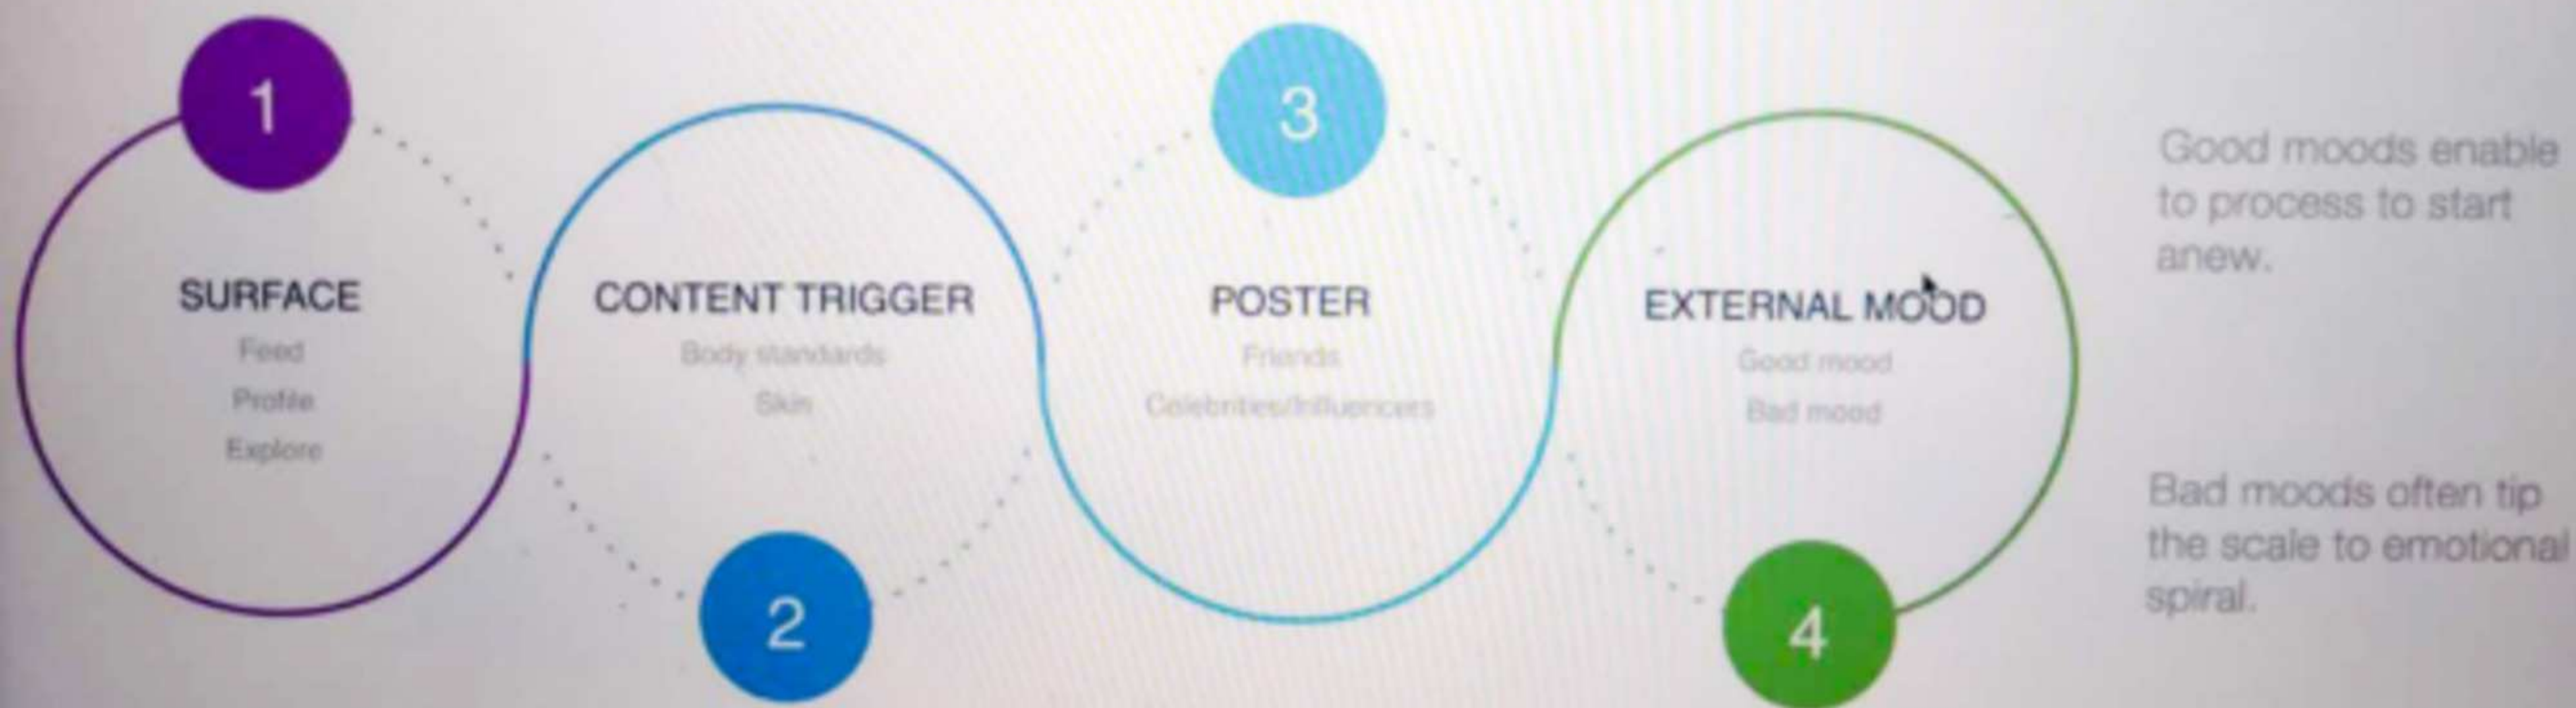 1
SURFACE
Feed
Profile
Explore
2
CONTENT TRIGGER
Body standards
Skin
3
POSTER
Friends
Celebrities/Influencers
4
EXTERNAL MOOD
Good mood
Bad mood
Good moods enable
to process to start
anew.
Bad moods often tip
the scale to emotional
spiral.